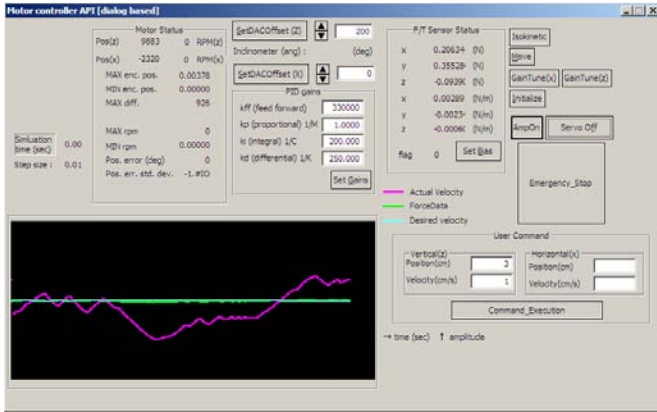 Motor controller API [dialog based]
Motor Status
Pos(z) 9883 0 RPM(z)
Pos(x) -2320 0 RPM(x)
MAX enc. pos. 0.00378
MIN enc. pos. 0.00000
MAX diff. 926
MAX rpm 0
MIN rpm 0.00000
Pos. error (deg) 0
Pos. err. std. dev. -1.#IO
Simluation time (sec) 0.00
Step size : 0.01
SetDACOffset (Z) 200
Inclinometer (ang) : (deg)
SetDACOffset (X) 0
PID gains
kff (feed forward) 330000
kp (proportional) 1/M 1.0000
ki (integral) 1/C 200.000
kd (differential) 1/K 250.000
Set Gains
F/T Sensor Status
x 0.20634 (N)
y 0.35528 (N)
z -0.0939 (N)
x 0.00289 (N/m)
y -0.0023 (N/m)
z -0.0006 (N/m)
flag 0 Set Bias
Isokinetic
Move
GainTune(x) GainTune(z)
Initialize
AmpOn Servo Off
Emergency_Stop
Actual Velocity
ForceData
Desired velocity
User Command
Vertical(z)
Position(cm) 3
Velocity(cm/s) 1
Horizontal(x)
Position(cm)
Velocity(cm/s)
Command_Execution
→ time (sec) ↑ amplitude